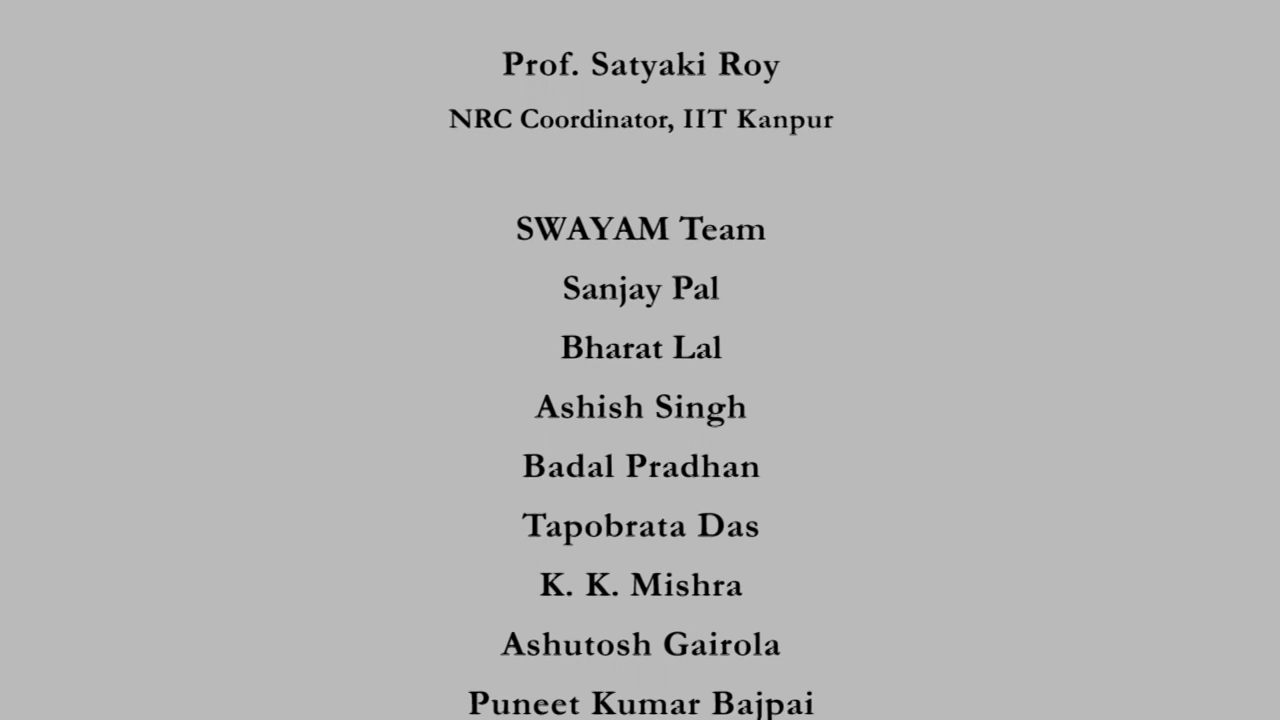 Prof. Satyaki Roy
NRC Coordinator, IIT Kanpur
SWAYAM Team
Sanjay Pal
Bharat Lal
Ashish Singh
Badal Pradhan
Tapobrata Das
K. K. Mishra
Ashutosh Gairola
Puneet Kumar Bajpai